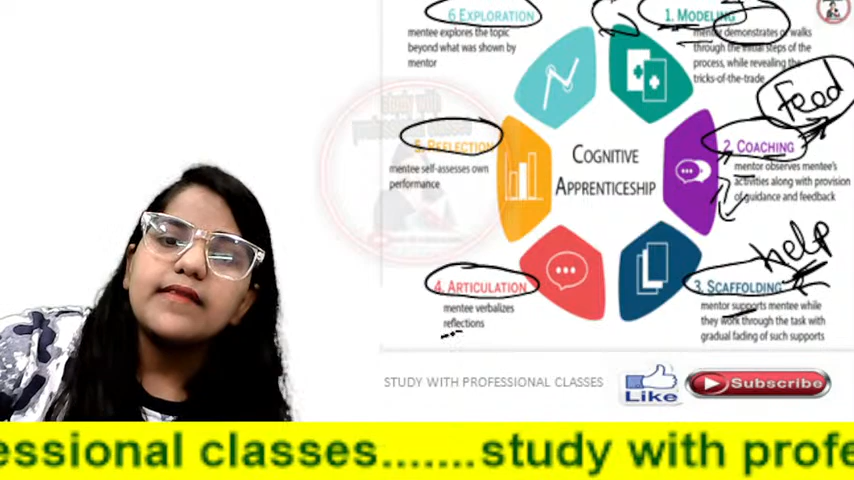 6 EXPLORATION
mentee explores the topic
beyond what was shown by
mentor
1. MODELING
mentor demonstrates or walks
through the initial steps of the
process, while revealing the
tricks-of-the-trade
Feed
5. REFLECTION
mentee self-assesses own
performance
COGNITIVE
APPRENTICESHIP
2. COACHING
mentor observes mentee's
activities along with provision
of guidance and feedback
help
4. ARTICULATION
mentee verbalizes
reflections
3. SCAFFOLDING
mentor supports mentee while
they work through the task with
gradual fading of such supports
study with
professional classes
STUDY WITH PROFESSIONAL CLASSES
Like
Subscribe
essional classes.......study with profe